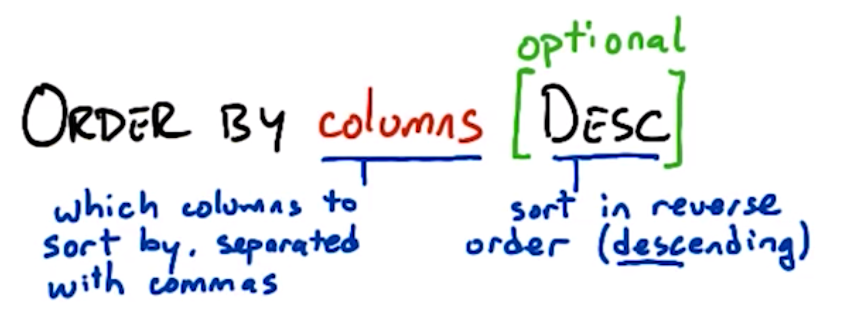 optional
ORDER BY columns [DESC]
which columns to
sort by, separated
with commas
sort in reverse
order (descending)